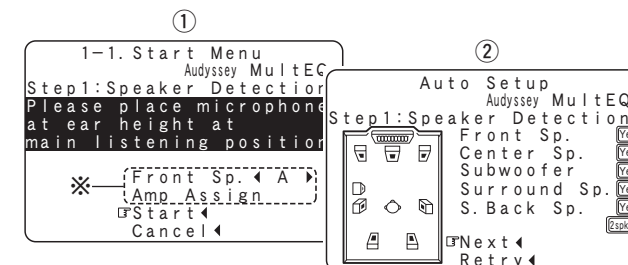 ①
1-1. Start Menu
Audyssey MultEQ
Step1:Speaker Detection
Please place microphone
at ear height at
main listening position
※
Front Sp. ◀ A ▶
Amp Assign
☞Start◀
Cancel◀
②
Auto Setup
Audyssey MultEQ
Step1:Speaker Detection
Front Sp.
Center Sp.
Subwoofer
Surround Sp.
S.Back Sp.
☞Next◀
Retry◀